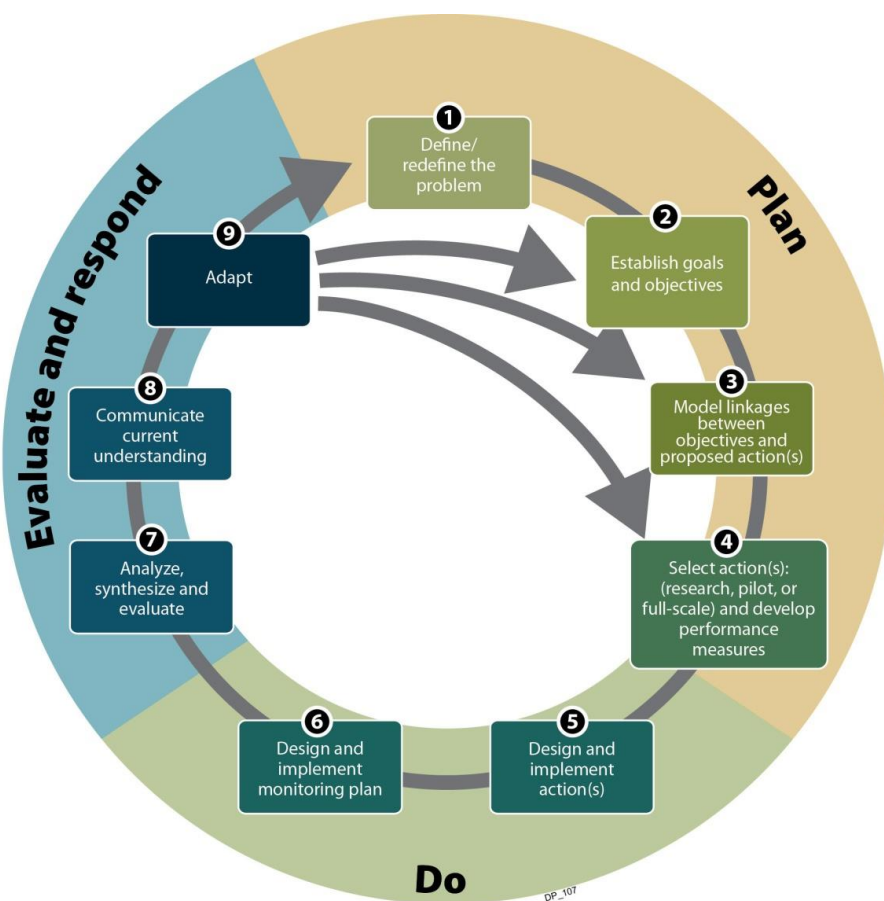 Plan
1
Define/
redefine the
problem
2
Establish goals
and objectives
3
Model linkages
between
objectives and
proposed action(s)
4
Select action(s):
(research, pilot, or
full-scale) and develop
performance
measures
Do
5
Design and
implement
action(s)
6
Design and
implement
monitoring plan
Evaluate and respond
7
Analyze,
synthesize and
evaluate
8
Communicate
current
understanding
9
Adapt
DP_107